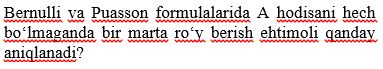 Bernulli va Puasson formulalarida A hodisani hech
bo‘lmaganda bir marta ro‘y berish ehtimoli qanday
aniqlanadi?